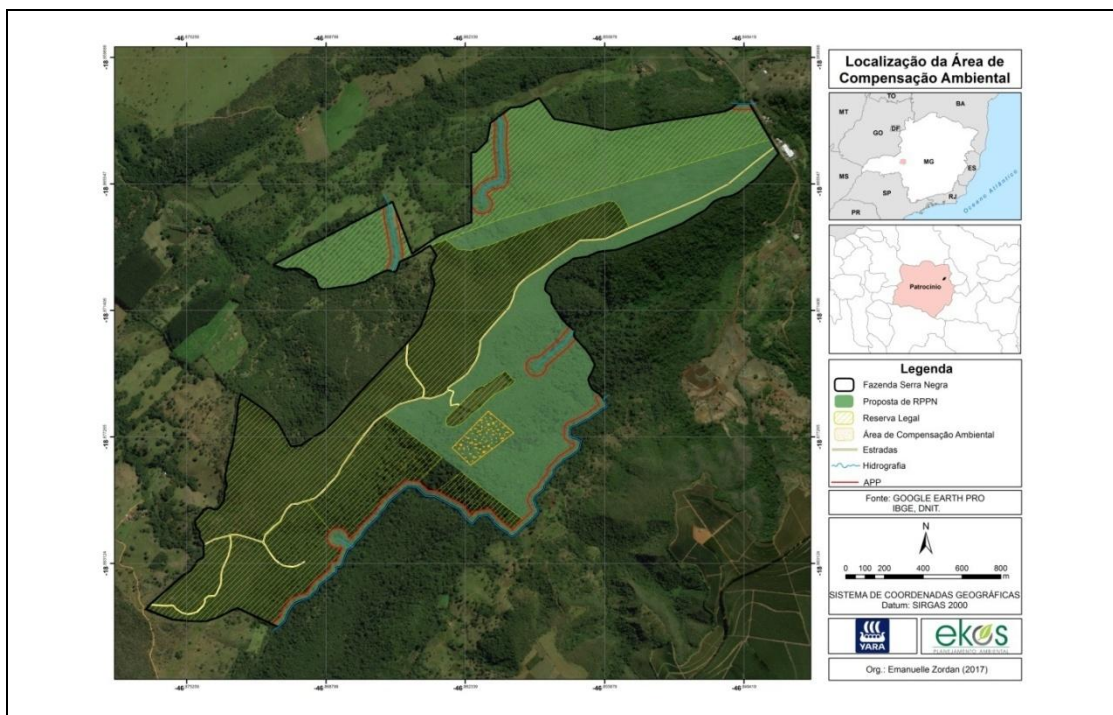 Localização da Área de
Compensação Ambiental
TO
BA
MT
GO
DF
MG
ES
MS
SP
RJ
PR
Oceano Atlântico
Patrocínio
Legenda
Fazenda Serra Negra
Proposta de RPPN
Reserva Legal
Área de Compensação Ambiental
Estradas
Hidrografia
APP
Fonte: GOOGLE EARTH PRO
IBGE, DNIT.
N
0 100 200 400 600 800
m
SISTEMA DE COORDENADAS GEOGRÁFICAS
Datum: SIRGAS 2000
YARA
ekos
PLANEJAMENTO AMBIENTAL
Org.: Emanuelle Zordan (2017)